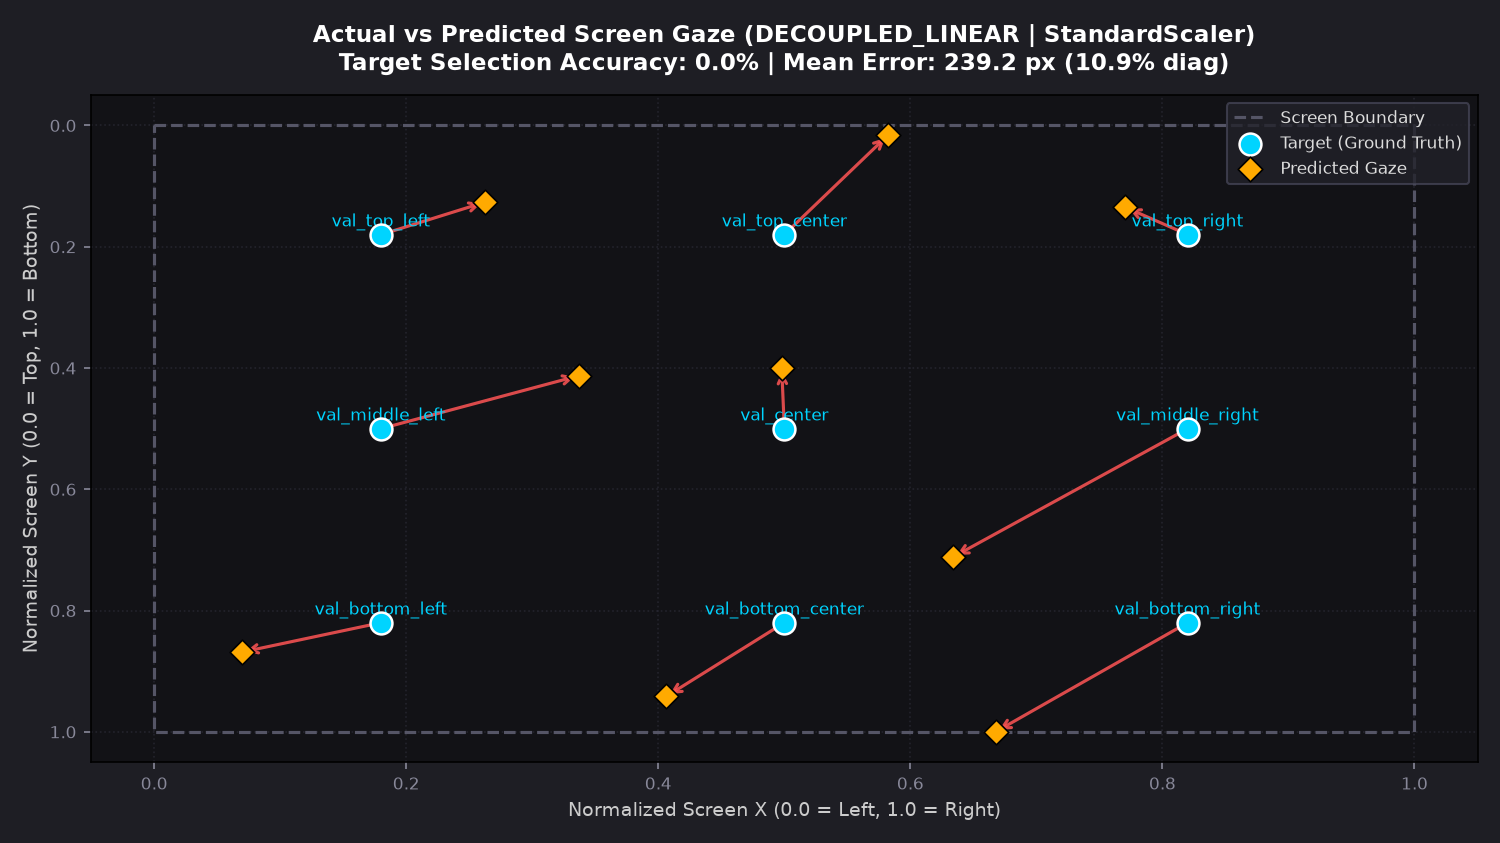 Actual vs Predicted Screen Gaze (DECOUPLED_LINEAR | StandardScaler)
Target Selection Accuracy: 0.0% | Mean Error: 239.2 px (10.9% diag)
Screen Boundary
Target (Ground Truth)
Predicted Gaze
Normalized Screen Y (0.0 = Top, 1.0 = Bottom)
0.0
0.2
0.4
0.6
0.8
1.0
val_top_left
val_top_center
val_top_right
val_middle_left
val_center
val_middle_right
val_bottom_left
val_bottom_center
val_bottom_right
0.0
0.2
0.4
0.6
0.8
1.0
Normalized Screen X (0.0 = Left, 1.0 = Right)